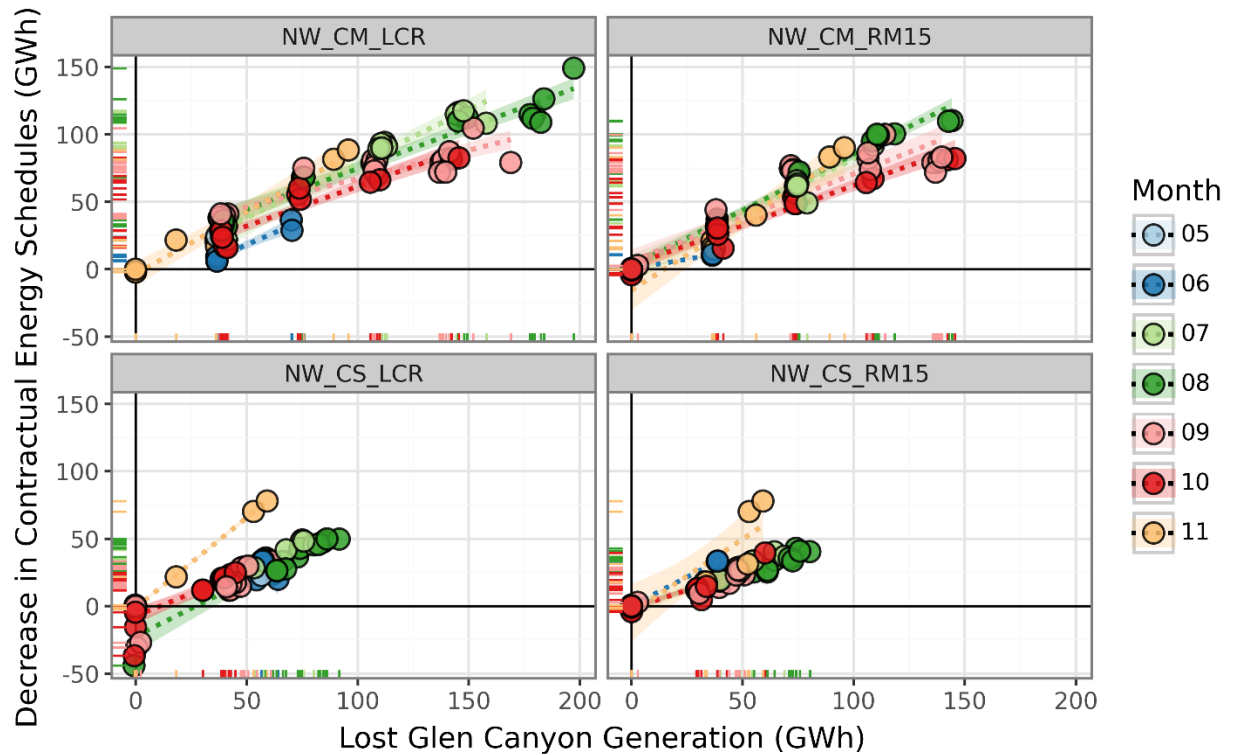 Decrease in Contractual Energy Schedules (GWh)
NW_CM_LCR
NW_CM_RM15
150
100
50
0
-50
NW_CS_LCR
NW_CS_RM15
150
100
50
0
-50
0 50 100 150 200
0 50 100 150 200
Lost Glen Canyon Generation (GWh)
Month
05
06
07
08
09
10
11